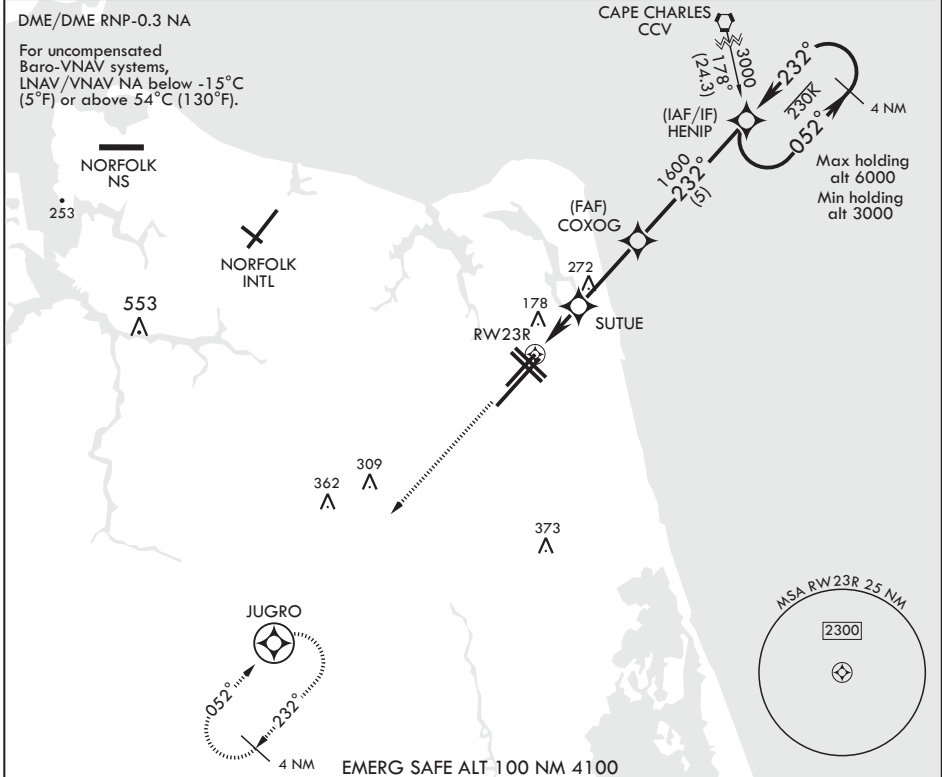 DME/DME RNP-0.3 NA
For uncompensated
Baro-VNAV systems,
LNAV/VNAV NA below -15°C
(5°F) or above 54°C (130°F).
CAPE CHARLES
CCV
3000
178°
(24.3)
232°
230K
052°
4 NM
(IAF/IF)
HENIP
Max holding
alt 6000
Min holding
alt 3000
1600
232°
(5)
NORFOLK
NS
253
NORFOLK
INTL
(FAF)
COXOG
272
178
SUTUE
553
RW23R
309
362
373
JUGRO
052°
232°
4 NM
MSA RW23R 25 NM
2300
EMERG SAFE ALT 100 NM 4100